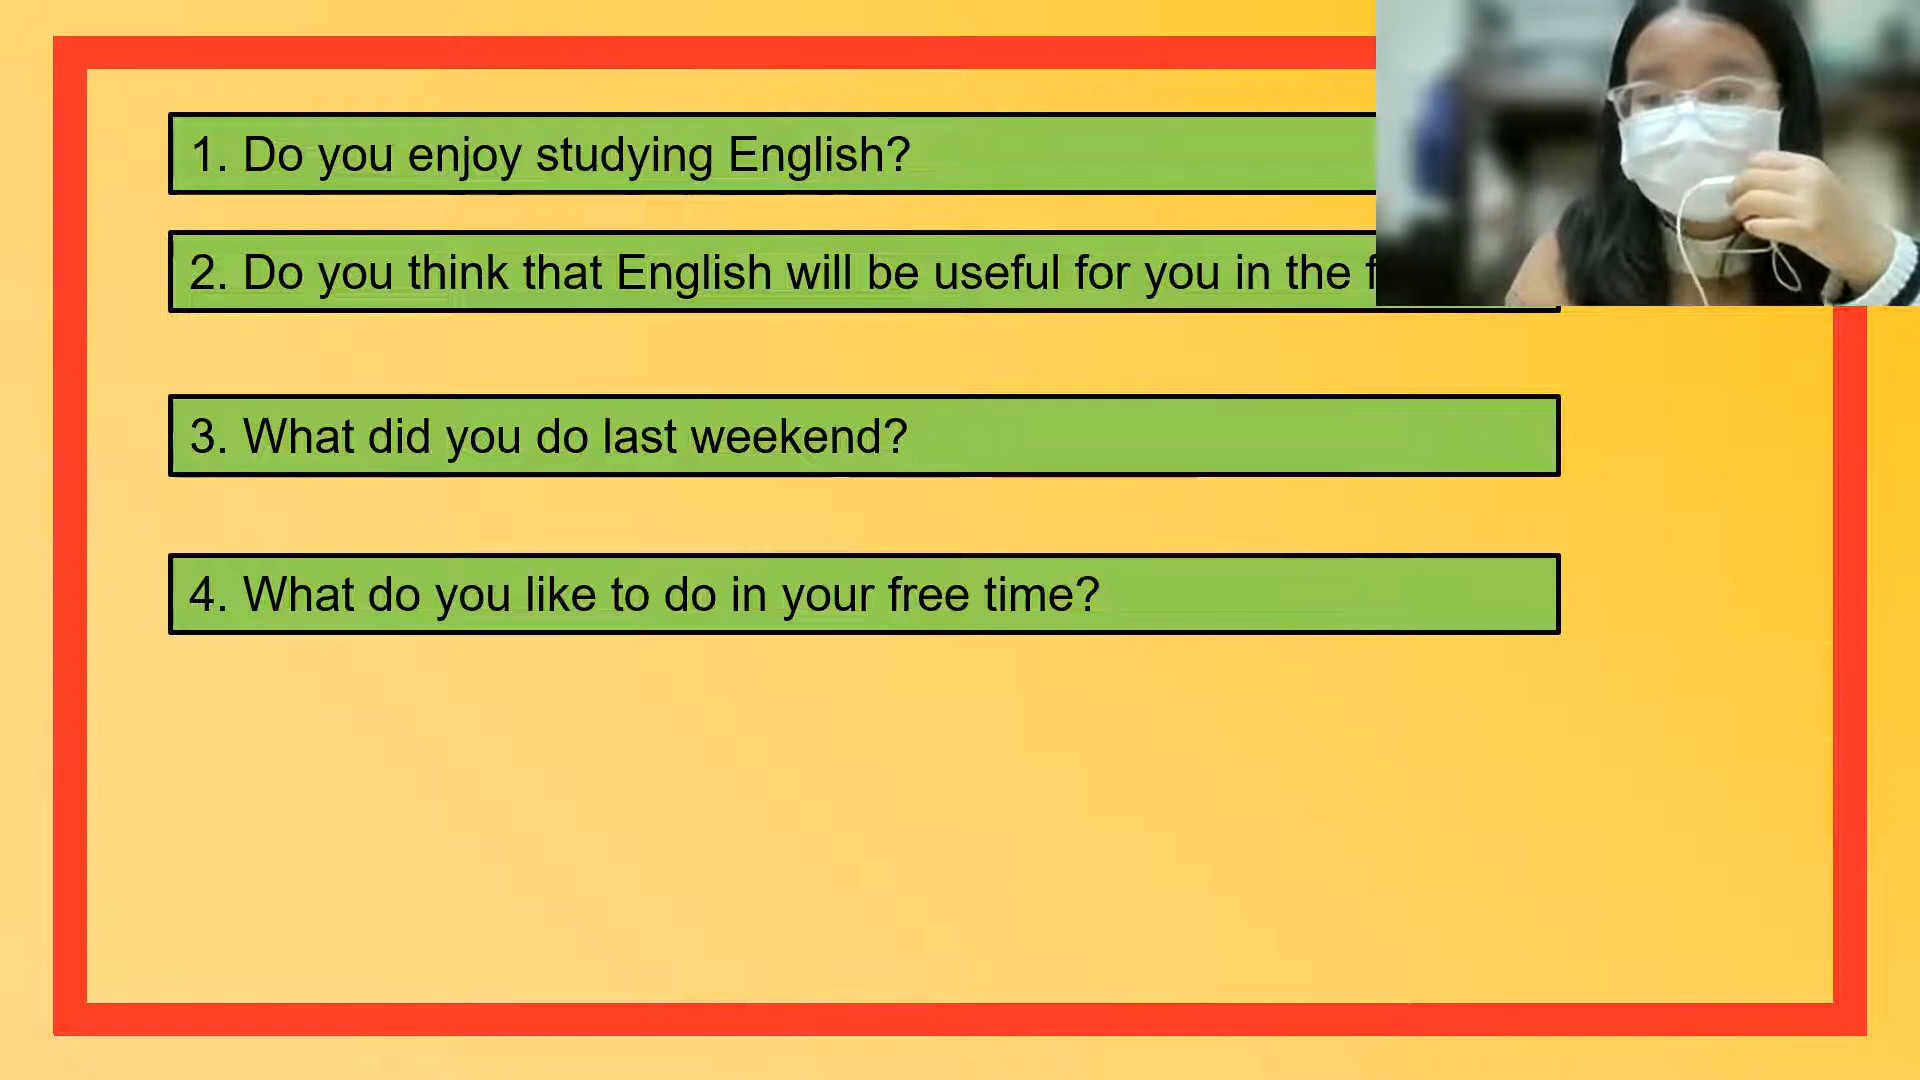 1. Do you enjoy studying English?
2. Do you think that English will be useful for you in the
3. What did you do last weekend?
4. What do you like to do in your free time?